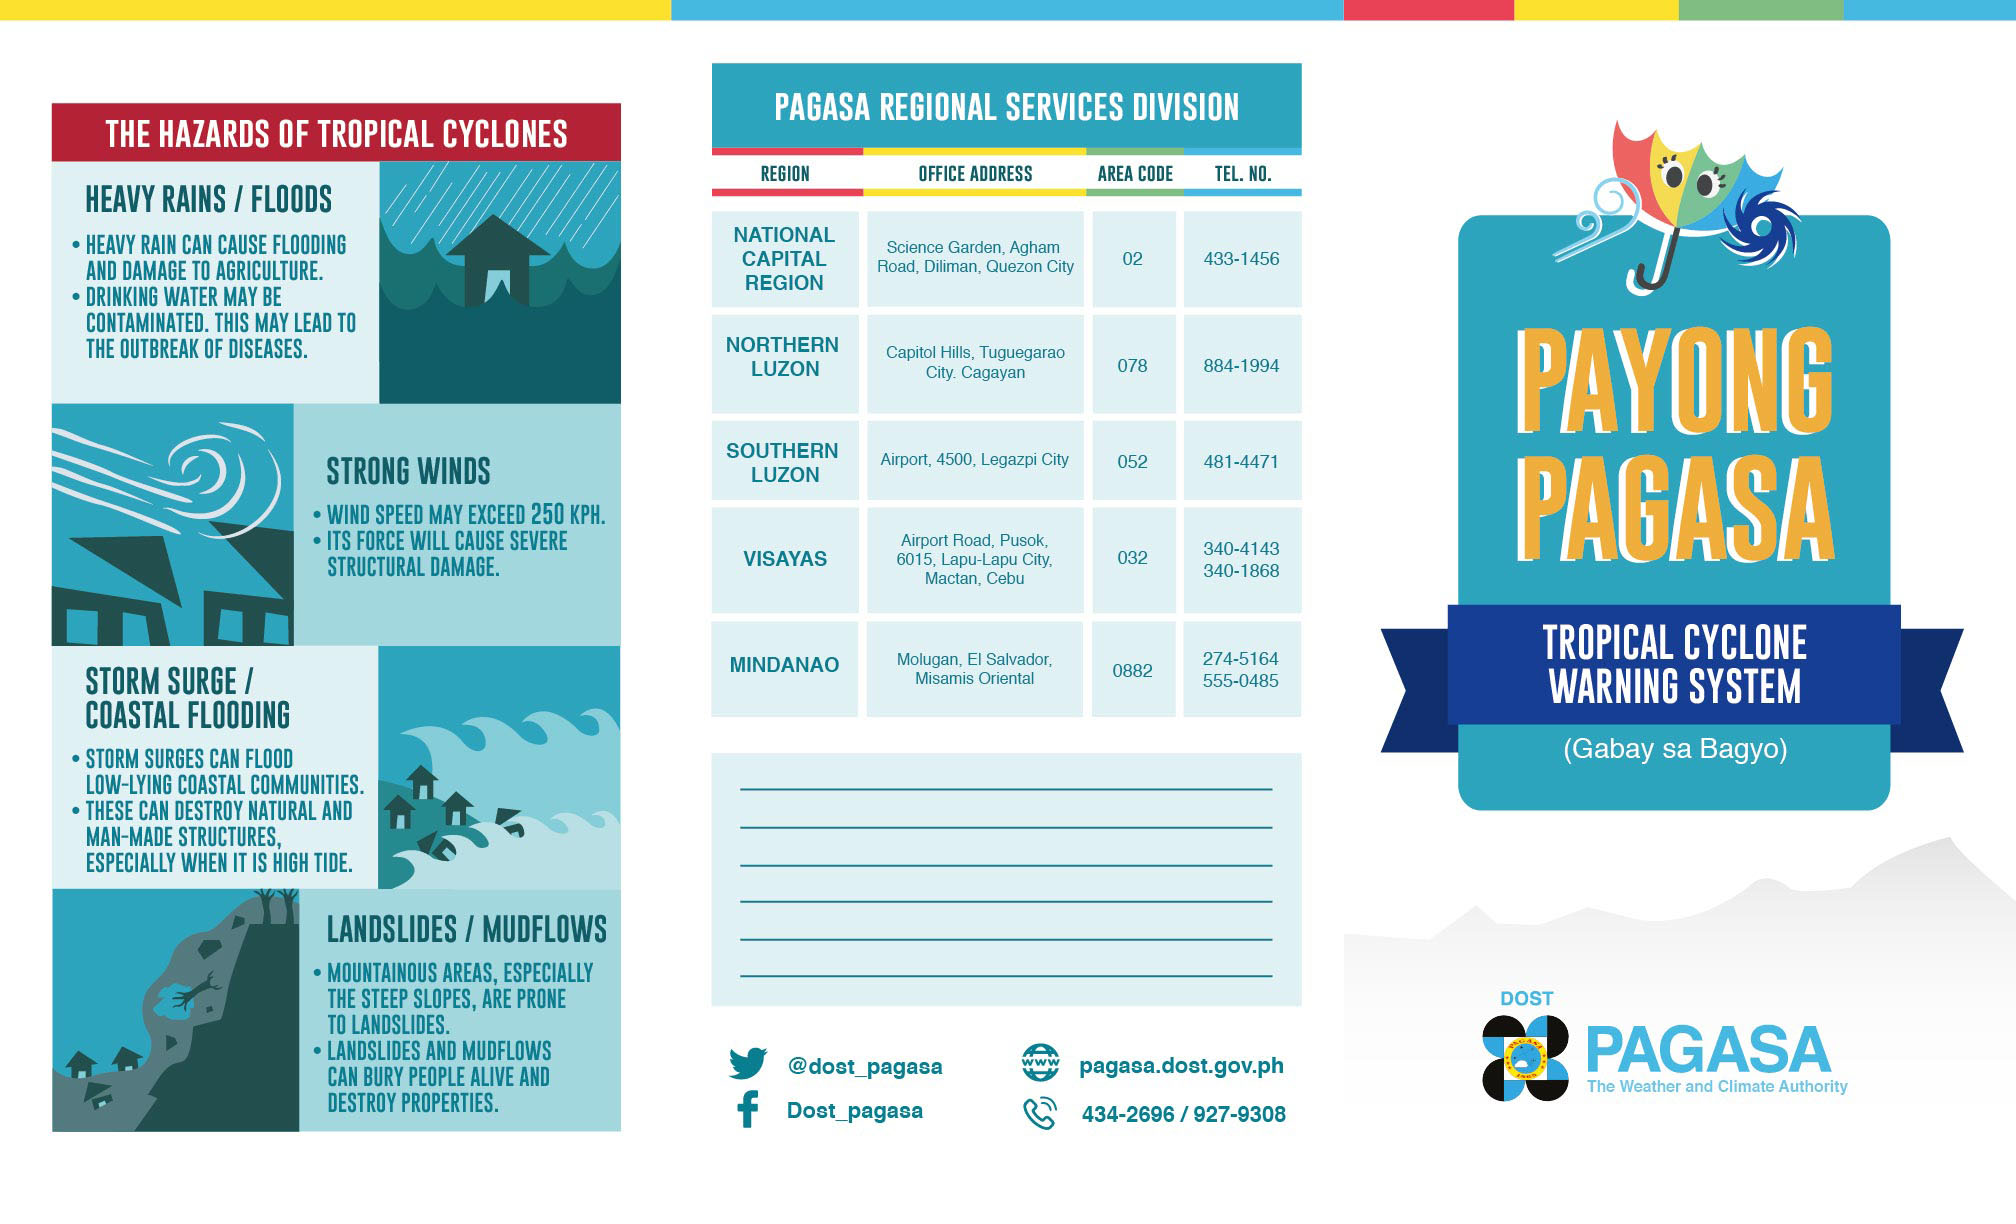 THE HAZARDS OF TROPICAL CYCLONES
HEAVY RAINS / FLOODS
• HEAVY RAIN CAN CAUSE FLOODING
AND DAMAGE TO AGRICULTURE.
• DRINKING WATER MAY BE
CONTAMINATED. THIS MAY LEAD TO
THE OUTBREAK OF DISEASES.
STRONG WINDS
• WIND SPEED MAY EXCEED 250 KPH.
• ITS FORCE WILL CAUSE SEVERE
STRUCTURAL DAMAGE.
STORM SURGE /
COASTAL FLOODING
• STORM SURGES CAN FLOOD
LOW-LYING COASTAL COMMUNITIES.
• THESE CAN DESTROY NATURAL AND
MAN-MADE STRUCTURES,
ESPECIALLY WHEN IT IS HIGH TIDE.
LANDSLIDES / MUDFLOWS
• MOUNTAINOUS AREAS, ESPECIALLY
THE STEEP SLOPES, ARE PRONE
TO LANDSLIDES.
• LANDSLIDES AND MUDFLOWS
CAN BURY PEOPLE ALIVE AND
DESTROY PROPERTIES.
PAGASA REGIONAL SERVICES DIVISION
REGION OFFICE ADDRESS AREA CODE TEL. NO.
NATIONAL
CAPITAL
REGION
Science Garden, Agham
Road, Diliman, Quezon City
02
433-1456
NORTHERN
LUZON
Capitol Hills, Tuguegarao
City. Cagayan
078
884-1994
SOUTHERN
LUZON
Airport, 4500, Legazpi City
052
481-4471
VISAYAS
Airport Road, Pusok,
6015, Lapu-Lapu City,
Mactan, Cebu
032
340-4143
340-1868
MINDANAO
Molugan, El Salvador,
Misamis Oriental
0882
274-5164
555-0485
@dost_pagasa
Dost_pagasa
www
pagasa.dost.gov.ph
434-2696 / 927-9308
PAYONG
PAGASA
TROPICAL CYCLONE
WARNING SYSTEM
(Gabay sa Bagyo)
DOST
PAGASA
The Weather and Climate Authority